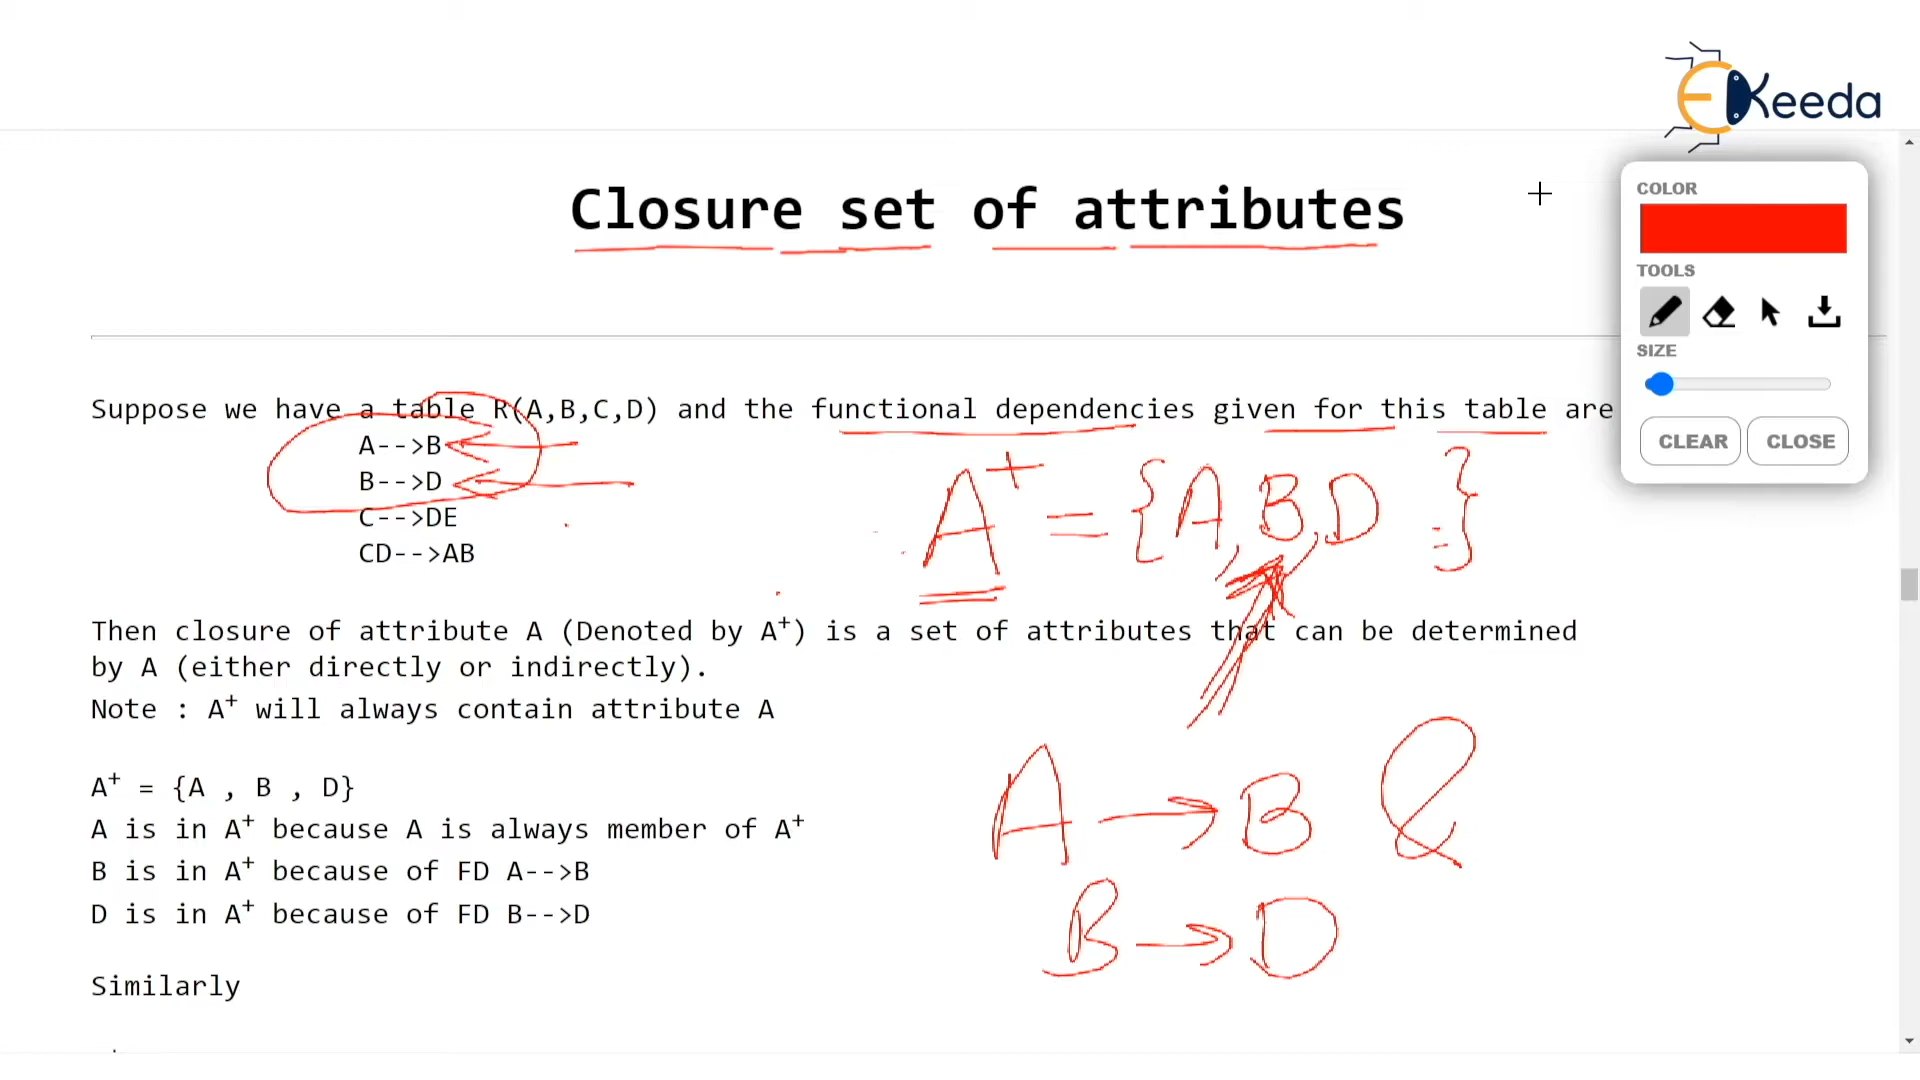 EKeeda
Closure set of attributes
COLOR
TOOLS
SIZE
CLEAR CLOSE
Suppose we have a table R(A,B,C,D) and the functional dependencies given for this table are
A-->B
B-->D
C-->DE
CD-->AB
A+ = {A, B, D }
Then closure of attribute A (Denoted by A+) is a set of attributes that can be determined
by A (either directly or indirectly).
Note : A+ will always contain attribute A
A+ = {A , B , D}
A is in A+ because A is always member of A+
B is in A+ because of FD A-->B
D is in A+ because of FD B-->D
A → B &
B → D
Similarly